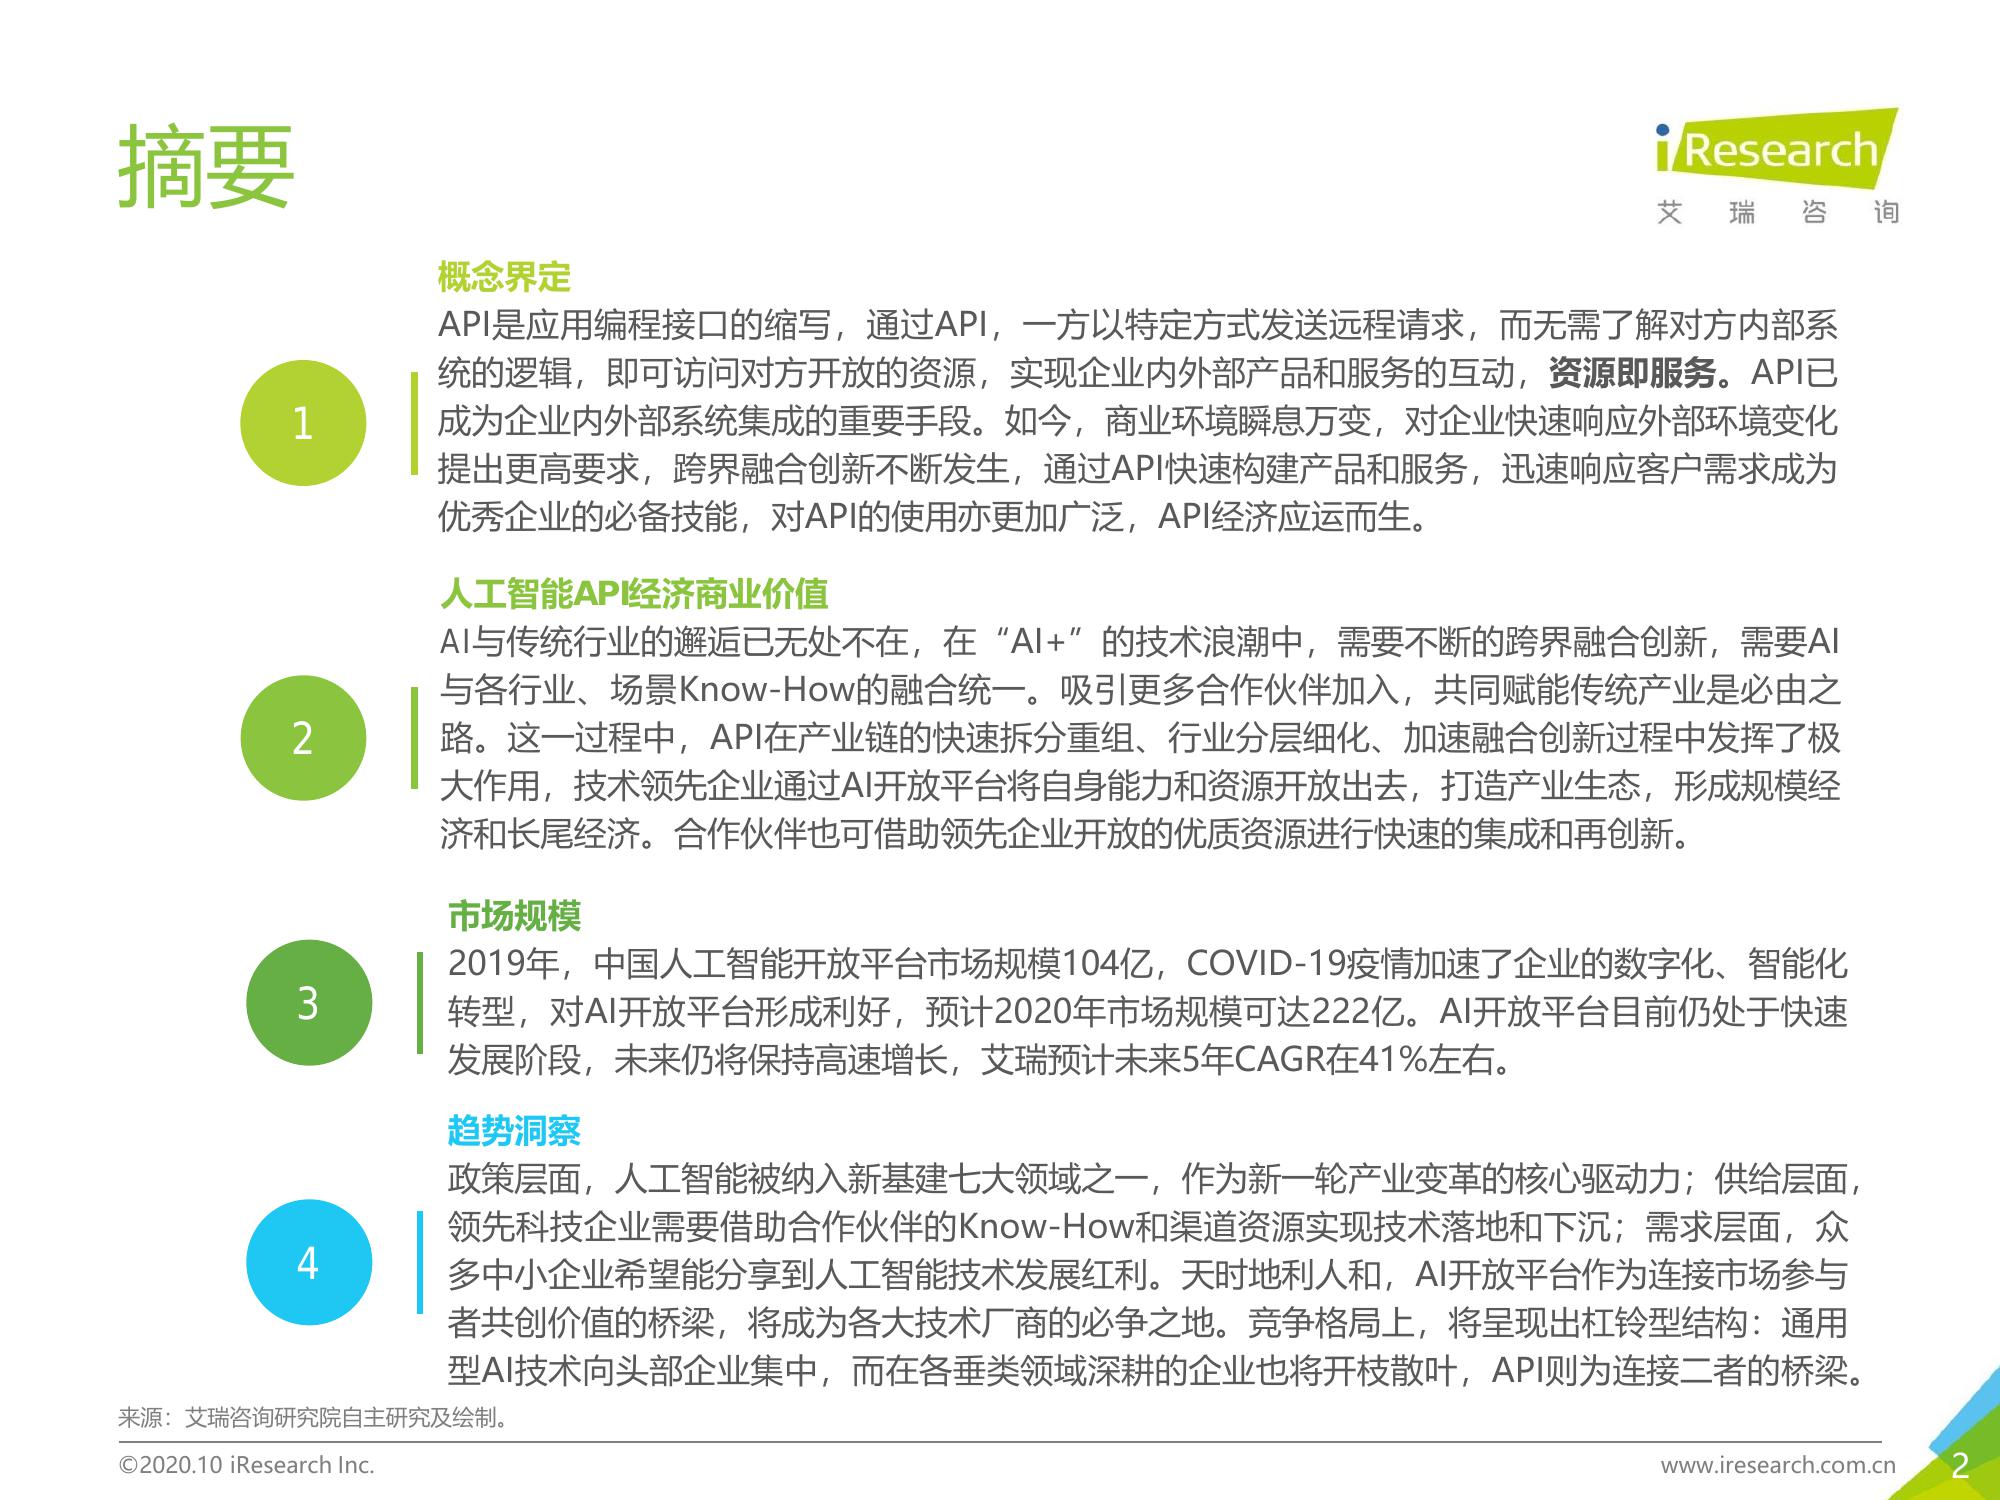 摘要
iResearch
艾瑞咨询
概念界定
API是应用编程接口的缩写，通过API，一方以特定方式发送远程请求，而无需了解对方内部系
统的逻辑，即可访问对方开放的资源，实现企业内外部产品和服务的互动，资源即服务。API已
成为企业内外部系统集成的重要手段。如今，商业环境瞬息万变，对企业快速响应外部环境变化
提出更高要求，跨界融合创新不断发生，通过API快速构建产品和服务，迅速响应客户需求成为
优秀企业的必备技能，对API的使用亦更加广泛，API经济应运而生。
1
人工智能API经济商业价值
AI与传统行业的邂逅已无处不在，在“AI+”的技术浪潮中，需要不断的跨界融合创新，需要AI
与各行业、场景Know-How的融合统一。吸引更多合作伙伴加入，共同赋能传统产业是必由之
路。这一过程中，API在产业链的快速拆分重组、行业分层细化、加速融合创新过程中发挥了极
大作用，技术领先企业通过AI开放平台将自身能力和资源开放出去，打造产业生态，形成规模经
济和长尾经济。合作伙伴也可借助领先企业开放的优质资源进行快速的集成和再创新。
2
市场规模
2019年，中国人工智能开放平台市场规模104亿，COVID-19疫情加速了企业的数字化、智能化
转型，对AI开放平台形成利好，预计2020年市场规模可达222亿。AI开放平台目前仍处于快速
发展阶段，未来仍将保持高速增长，艾瑞预计未来5年CAGR在41%左右。
3
趋势洞察
政策层面，人工智能被纳入新基建七大领域之一，作为新一轮产业变革的核心驱动力；供给层面，
领先科技企业需要借助合作伙伴的Know-How和渠道资源实现技术落地和下沉；需求层面，众
多中小企业希望能分享到人工智能技术发展红利。天时地利人和，AI开放平台作为连接市场参与
者共创价值的桥梁，将成为各大技术厂商的必争之地。竞争格局上，将呈现出杠铃型结构：通用
型AI技术向头部企业集中，而在各垂类领域深耕的企业也将开枝散叶，API则为连接二者的桥梁。
4
来源：艾瑞咨询研究院自主研究及绘制。
©2020.10 iResearch Inc.
www.iresearch.com.cn
2